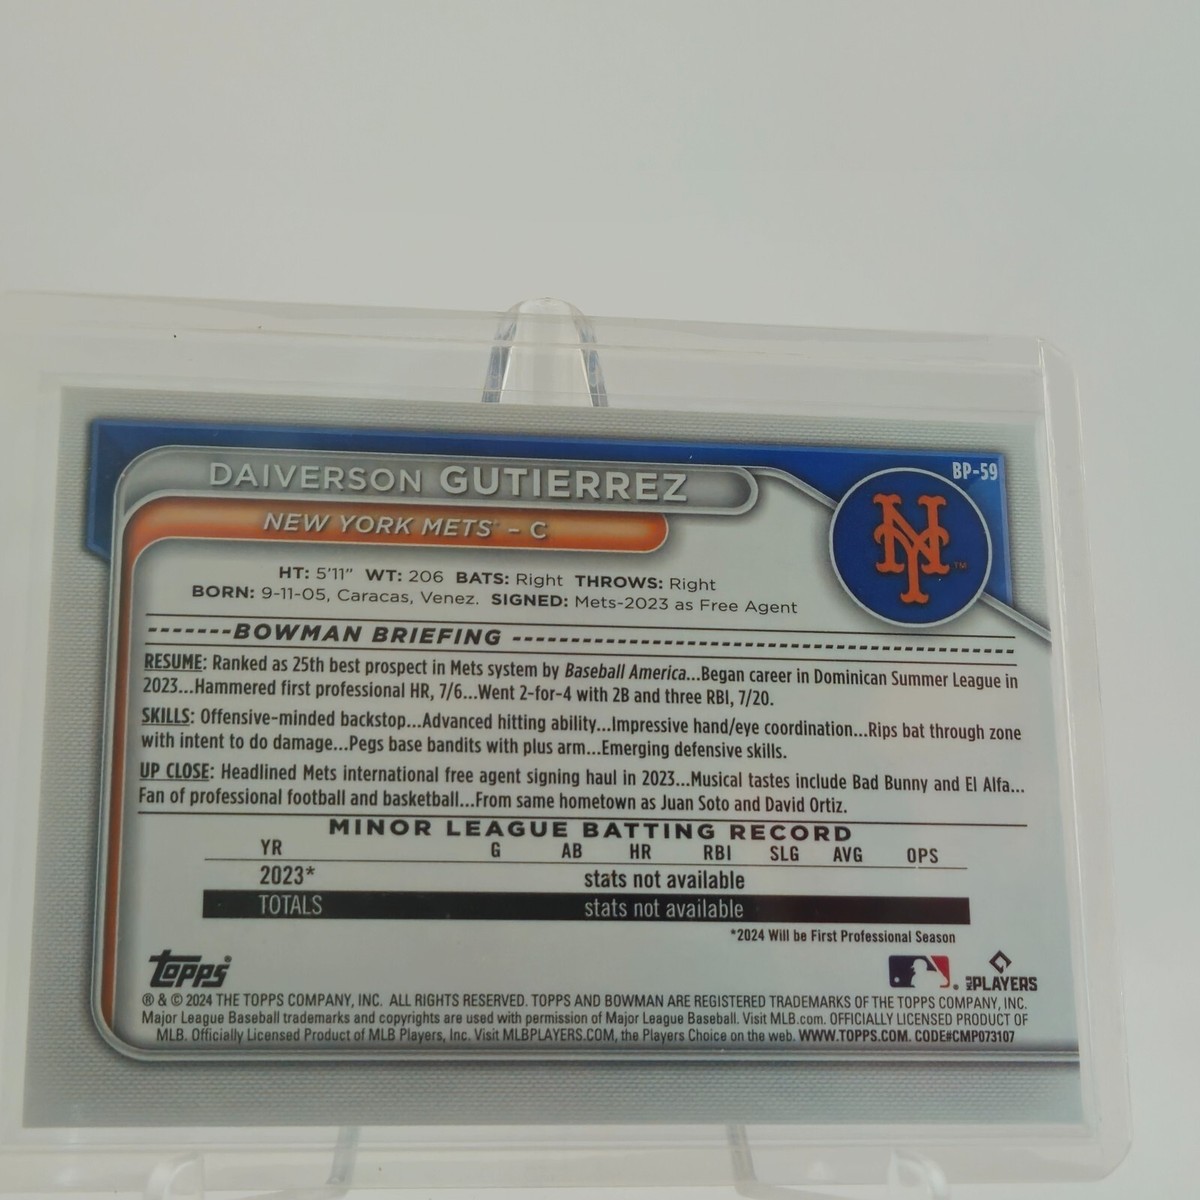 BP-59
DAIVERSON GUTIERREZ
NEW YORK METS - C
NY™
HT: 5'11" WT: 206 BATS: Right THROWS: Right
BORN: 9-11-05, Caracas, Venez. SIGNED: Mets-2023 as Free Agent
-------BOWMAN BRIEFING ----------------------------------------
RESUME: Ranked as 25th best prospect in Mets system by Baseball America...Began career in Dominican Summer League in
2023...Hammered first professional HR, 7/6...Went 2-for-4 with 2B and three RBI, 7/20.
SKILLS: Offensive-minded backstop...Advanced hitting ability...Impressive hand/eye coordination...Rips bat through zone
with intent to do damage...Pegs base bandits with plus arm...Emerging defensive skills.
UP CLOSE: Headlined Mets international free agent signing haul in 2023...Musical tastes include Bad Bunny and El Alfa...
Fan of professional football and basketball...From same hometown as Juan Soto and David Ortiz.
MINOR LEAGUE BATTING RECORD
YR G AB HR RBI SLG AVG OPS
2023* stats not available
TOTALS stats not available
*2024 Will be First Professional Season
Topps®
MLB PLAYERS
® & © 2024 THE TOPPS COMPANY, INC. ALL RIGHTS RESERVED. TOPPS AND BOWMAN ARE REGISTERED TRADEMARKS OF THE TOPPS COMPANY, INC.
Major League Baseball trademarks and copyrights are used with permission of Major League Baseball. Visit MLB.com. OFFICIALLY LICENSED PRODUCT OF
MLB. Officially Licensed Product of MLB Players, Inc. Visit MLBPLAYERS.COM, the Players Choice on the web. WWW.TOPPS.COM. CODE#CMP073107